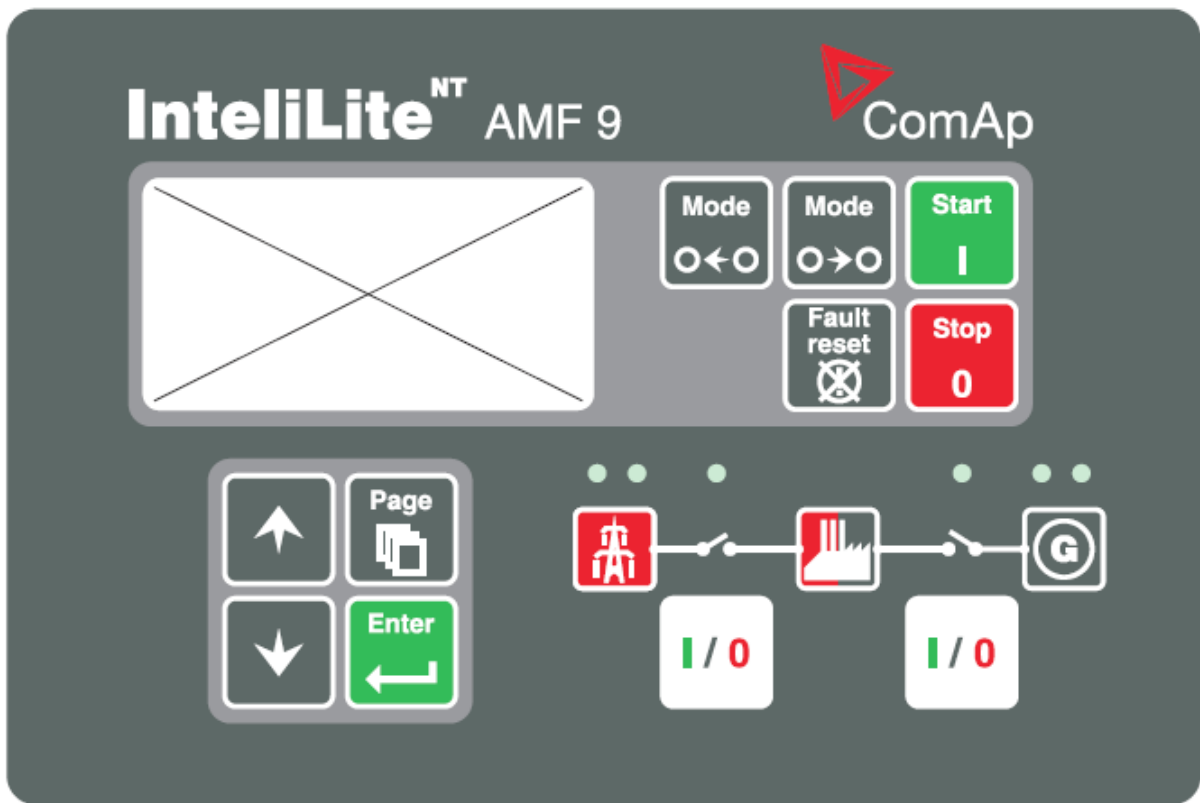 InteliLite NT AMF 9
ComAp
Mode
Mode
Start
I
Fault
reset
Stop
0
Page
Enter
G
I / 0
I / 0